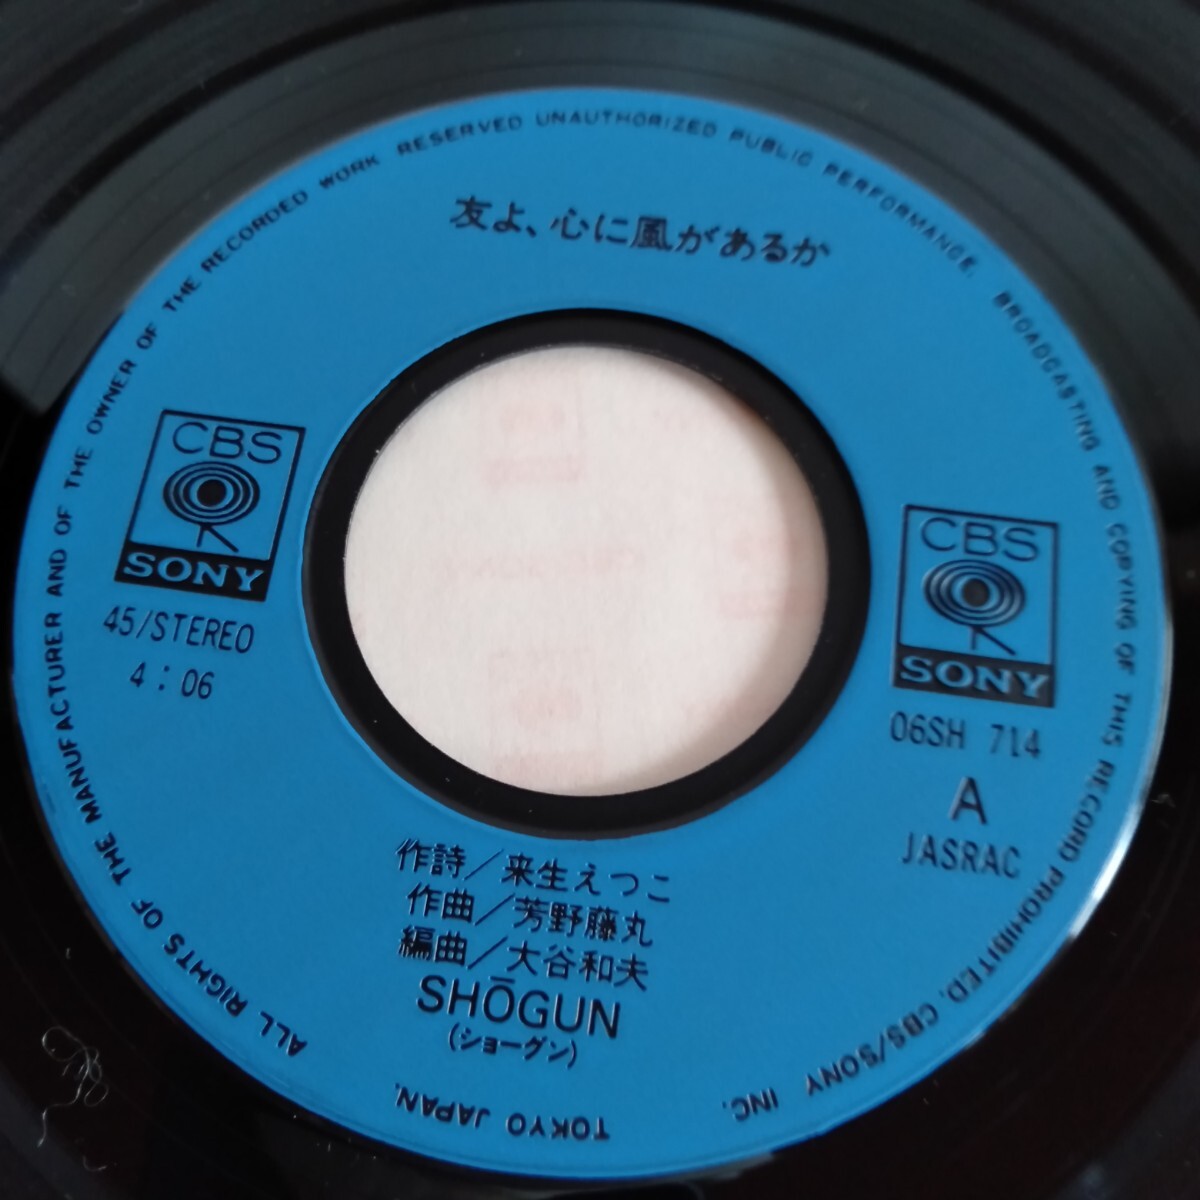 ALL RIGHTS OF THE MANUFACTURER AND OF THE OWNER OF THE RECORDED WORK RESERVED UNAUTHORIZED PUBLIC PERFORMANCE, BROADCASTING AND COPYING OF THIS RECORD PROHIBITED, CBS/SONY INC. TOKYO JAPAN.
友よ、心に風があるか
CBS
SONY
45/STEREO
4:06
CBS
SONY
06SH 714
A
JASRAC
作詩/来生えつこ
作曲/芳野藤丸
編曲/大谷和夫
SHŌGUN
(ショーグン)